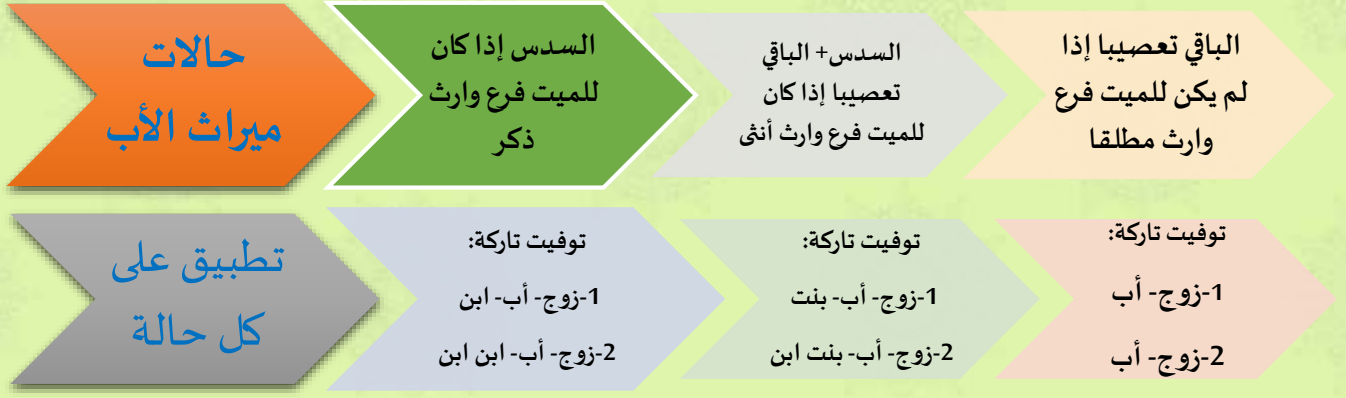 حالات
ميراث الأب
السدس إذا كان
للميت فرع وارث
ذكر
السدس+ الباقي
تعصيبا إذا كان
للميت فرع وارث أنثى
الباقي تعصيبا إذا
لم يكن للميت فرع
وارث مطلقا
تطبيق على
كل حالة
توفيت تاركة:
1-زوج- أب- ابن
2-زوج- أب- ابن ابن
توفيت تاركة:
1-زوج- أب- بنت
2-زوج- أب- بنت ابن
توفيت تاركة:
1-زوج- أب
2-زوج- أب